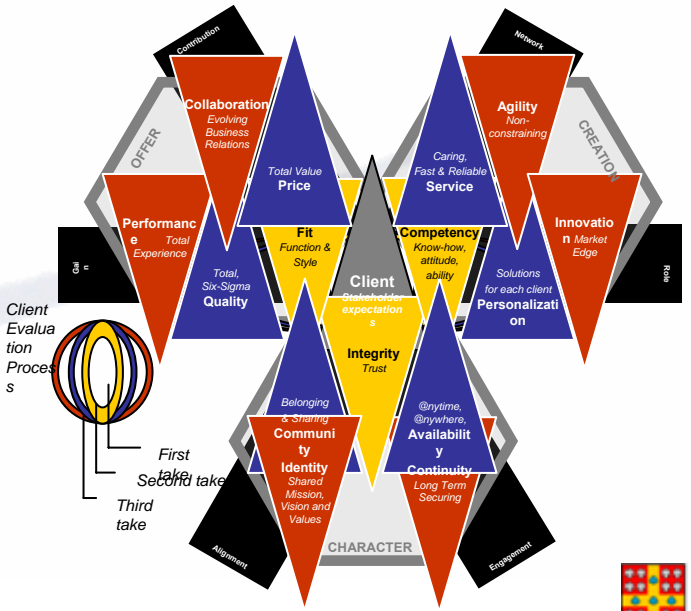 Contribution
Network
Collaboration
Evolving
Business
Relations
Agility
Non-
constraining
OFFER
CREATION
Total Value
Price
Caring,
Fast & Reliable
Service
Performanc
e Total
Experience
Fit
Function &
Style
Competency
Know-how,
attitude,
ability
Innovatio
n Market
Edge
Gai
n
Role
Total,
Six-Sigma
Quality
Client
Stakeholder
expectation
s
Solutions
for each client
Personalizati
on
Client
Evalua
tion
Proces
s
Integrity
Trust
Belonging
& Sharing
Communi
ty
Identity
Shared
Mission,
Vision and
Values
@nytime,
@nywhere,
Availabilit
y
Continuity
Long Term
Securing
First
take
Second take
Third
take
CHARACTER
Alignment
Engagement